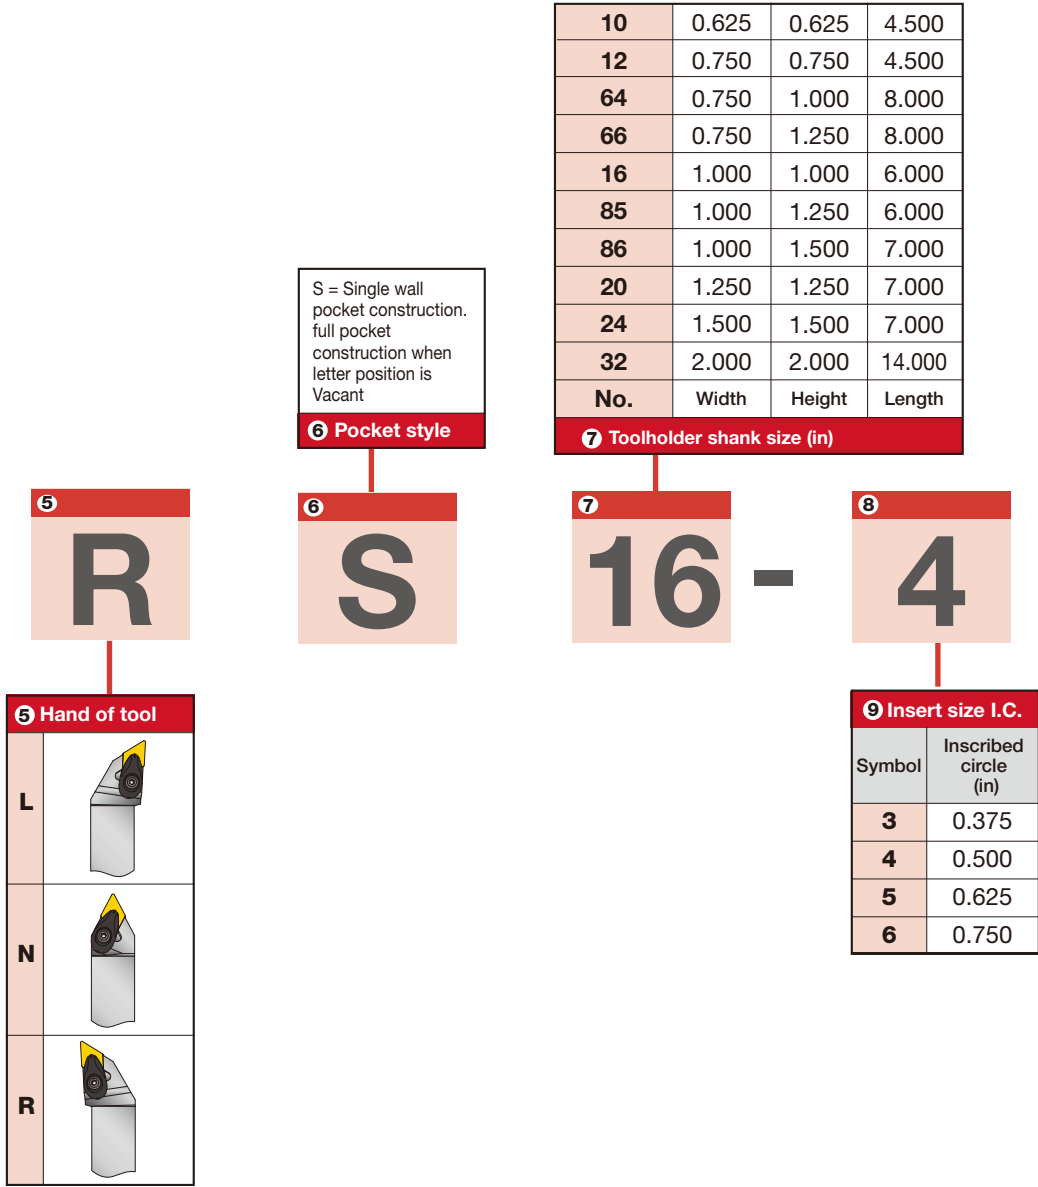 10 0.625 0.625 4.500
12 0.750 0.750 4.500
64 0.750 1.000 8.000
66 0.750 1.250 8.000
16 1.000 1.000 6.000
85 1.000 1.250 6.000
86 1.000 1.500 7.000
20 1.250 1.250 7.000
24 1.500 1.500 7.000
32 2.000 2.000 14.000
No. Width Height Length
7 Toolholder shank size (in)
S = Single wall
pocket construction.
full pocket
construction when
letter position is
Vacant
6 Pocket style
5
R
6
S
7
16 -
8
4
5 Hand of tool
L
N
R
9 Insert size I.C.
Symbol Inscribed
circle
(in)
3 0.375
4 0.500
5 0.625
6 0.750